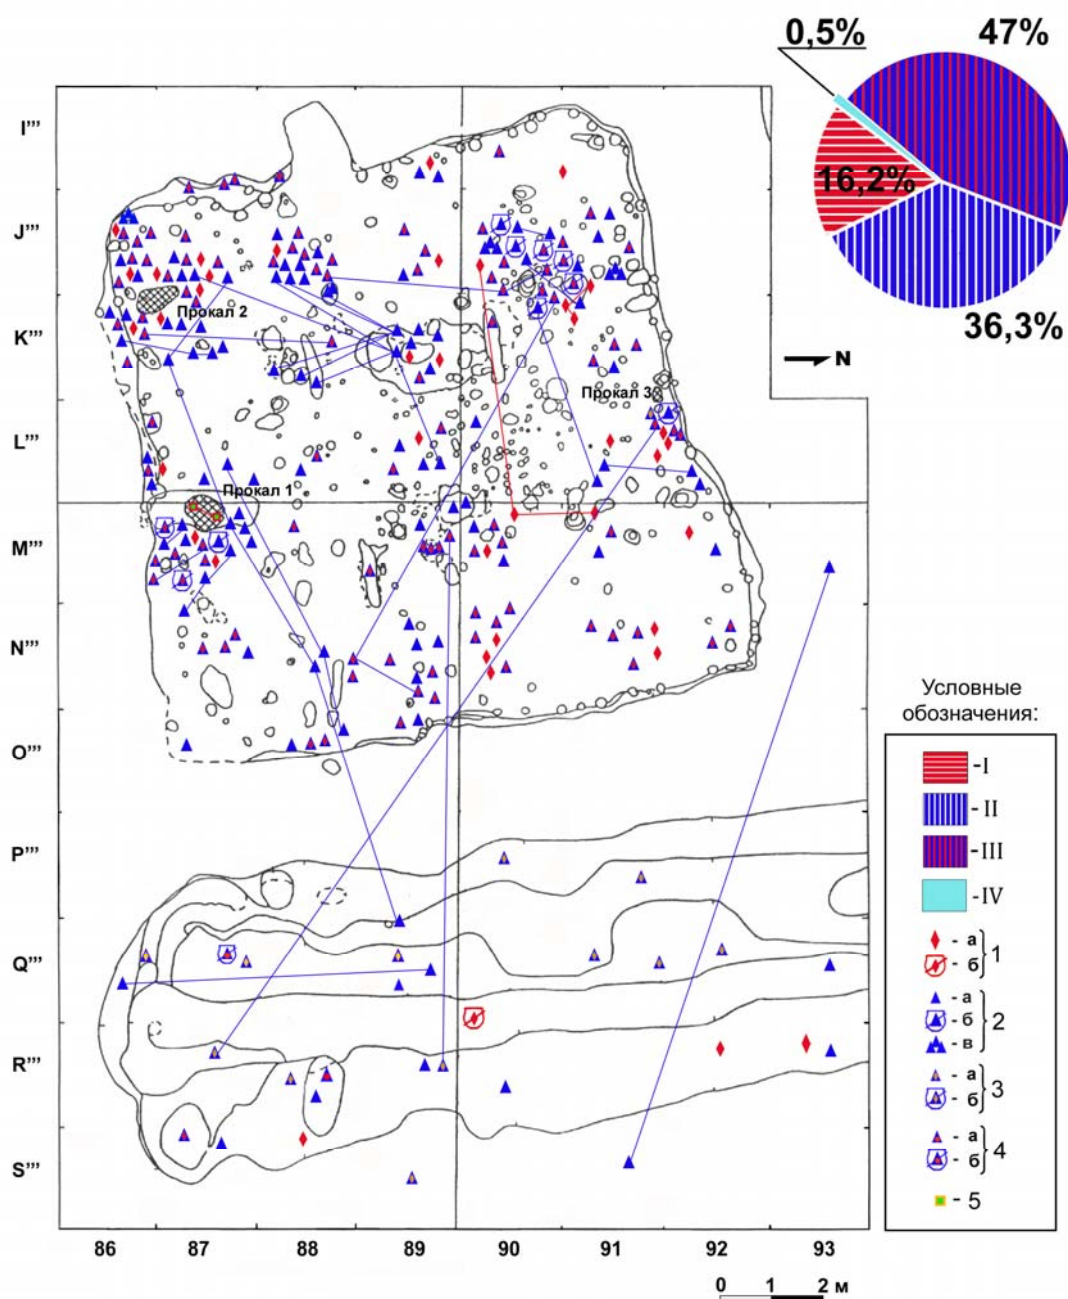 0,5%
47%
16,2%
36,3%
N
I'''
J'''
K'''
L'''
M'''
N'''
O'''
P'''
Q'''
R'''
S'''
Прокал 2
Прокал 3
Прокал 1
86 87 88 89 90 91 92 93
0 1 2 м
Условные
обозначения:
-I
-II
-III
-IV
- а
- б
1
- а
- б
- в
2
- а
- б
3
- а
- б
4
- 5